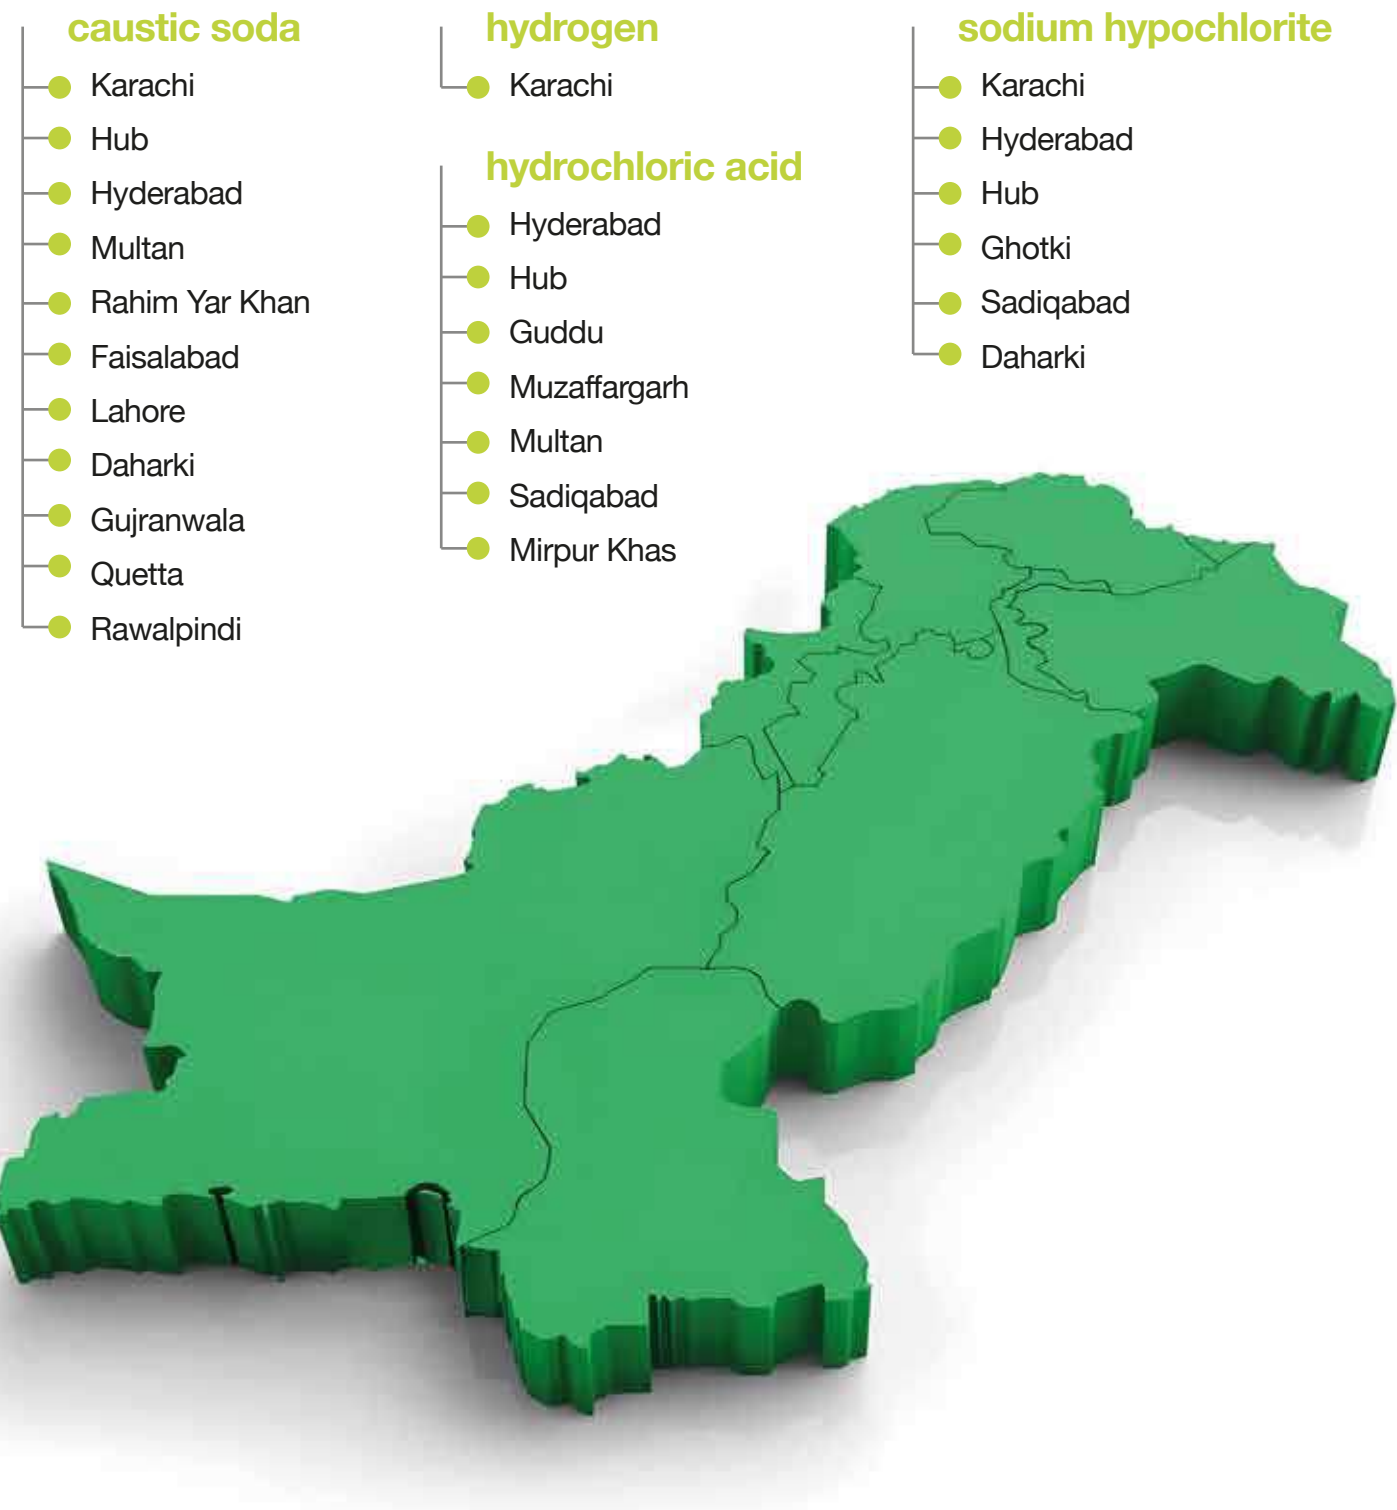 caustic soda
Karachi
Hub
Hyderabad
Multan
Rahim Yar Khan
Faisalabad
Lahore
Daharki
Gujranwala
Quetta
Rawalpindi
hydrogen
Karachi
hydrochloric acid
Hyderabad
Hub
Guddu
Muzaffargarh
Multan
Sadiqabad
Mirpur Khas
sodium hypochlorite
Karachi
Hyderabad
Hub
Ghotki
Sadiqabad
Daharki